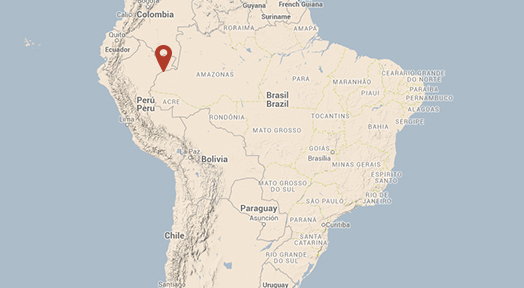 Bogota
Guyana
French Guiana
Colombia
Suriname
Cali
RORAIMA
AMAPÁ
Quito
Ecuador
AMAZONAS
PARÁ
MARANHÃO
CEARÁ
RIO GRANDE
DO NORTE
PARAÍBA
PIAUÍ
PERNAMBUCO
Perú
Peru
ACRE
Brasil
Brazil
ALAGOAS
TOCANTINS
SERGIPE
RONDÔNIA
Lima
MATO GROSSO
BAHIA
GOIÁS
La Paz
Bolivia
Brasília
MINAS GERAIS
ESPÍRITO
SANTO
MATO GROSSO
DO SUL
RIO DE
JANEIRO
SÃO PAULO
Paraguay
Asunción
PARANÁ
Curitiba
Chile
SANTA
CATARINA
RIO GRANDE
DO SUL
Santiago
Uruguay